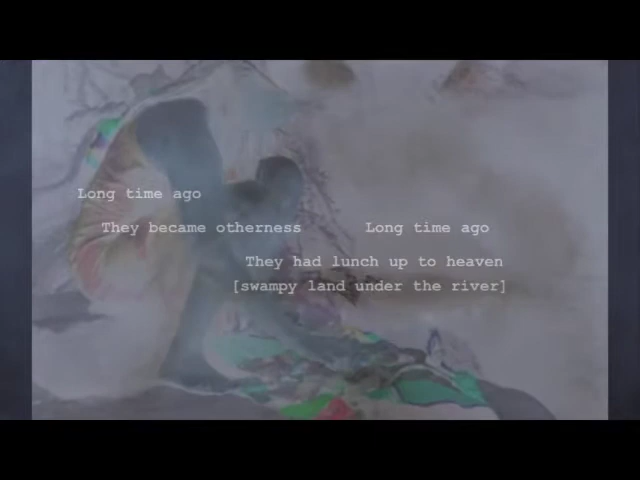 Long time ago
They became otherness Long time ago
They had lunch up to heaven
[swampy land under the river]